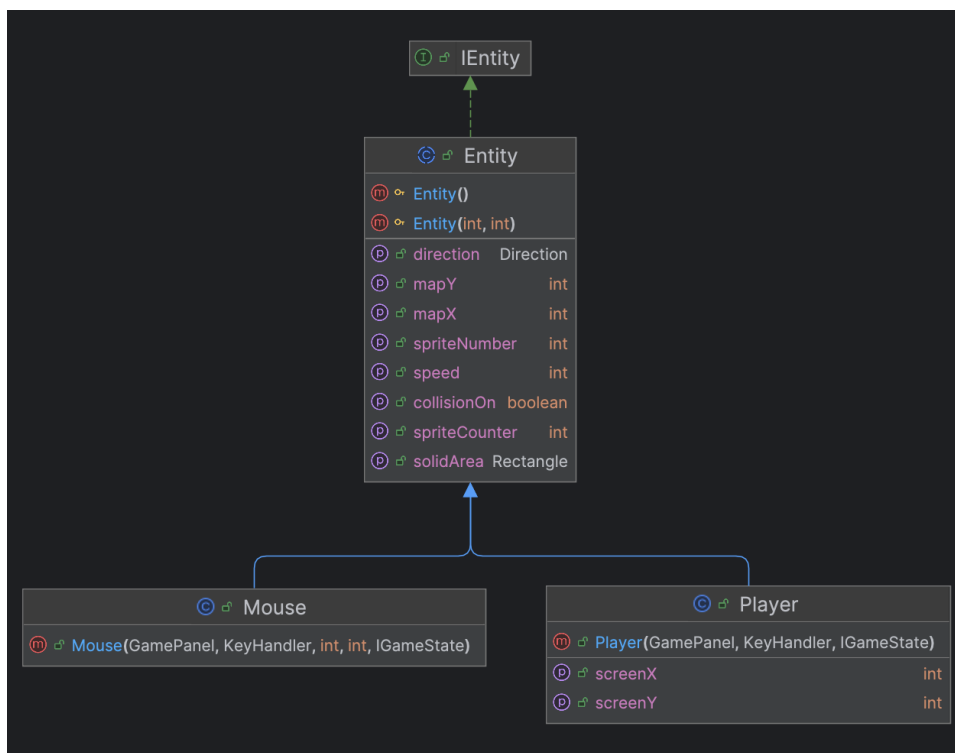 IEntity
Entity
Entity()
Entity(int, int)
direction Direction
mapY int
mapX int
spriteNumber int
speed int
collisionOn boolean
spriteCounter int
solidArea Rectangle
Mouse
Mouse(GamePanel, KeyHandler, int, int, IGameState)
Player
Player(GamePanel, KeyHandler, IGameState)
screenX int
screenY int